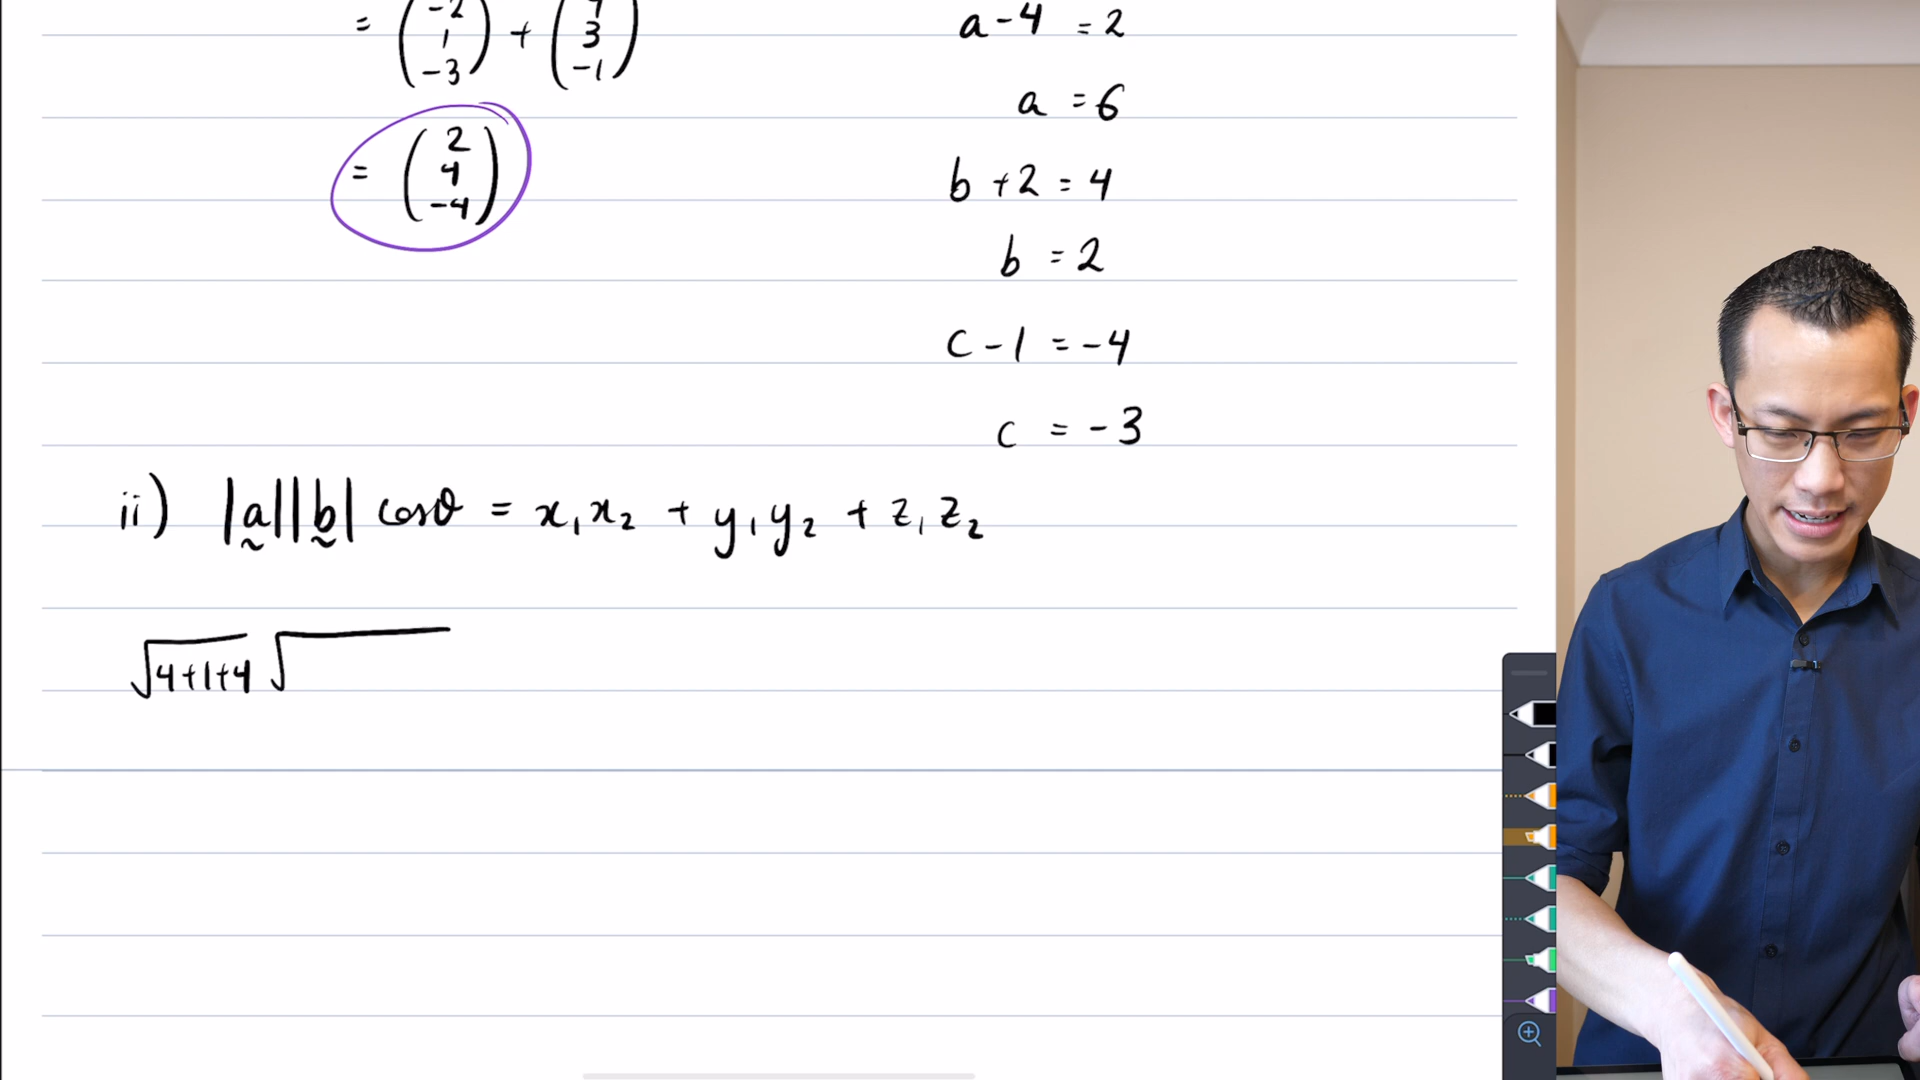 = (-2 1 -3) + (4 3 -1)
= (2 4 -4)
a - 4 = 2
a = 6
b + 2 = 4
b = 2
c - 1 = -4
c = -3
ii) |a||b| cosθ = x₁x₂ + y₁y₂ + z₁z₂
√4+1+4 √